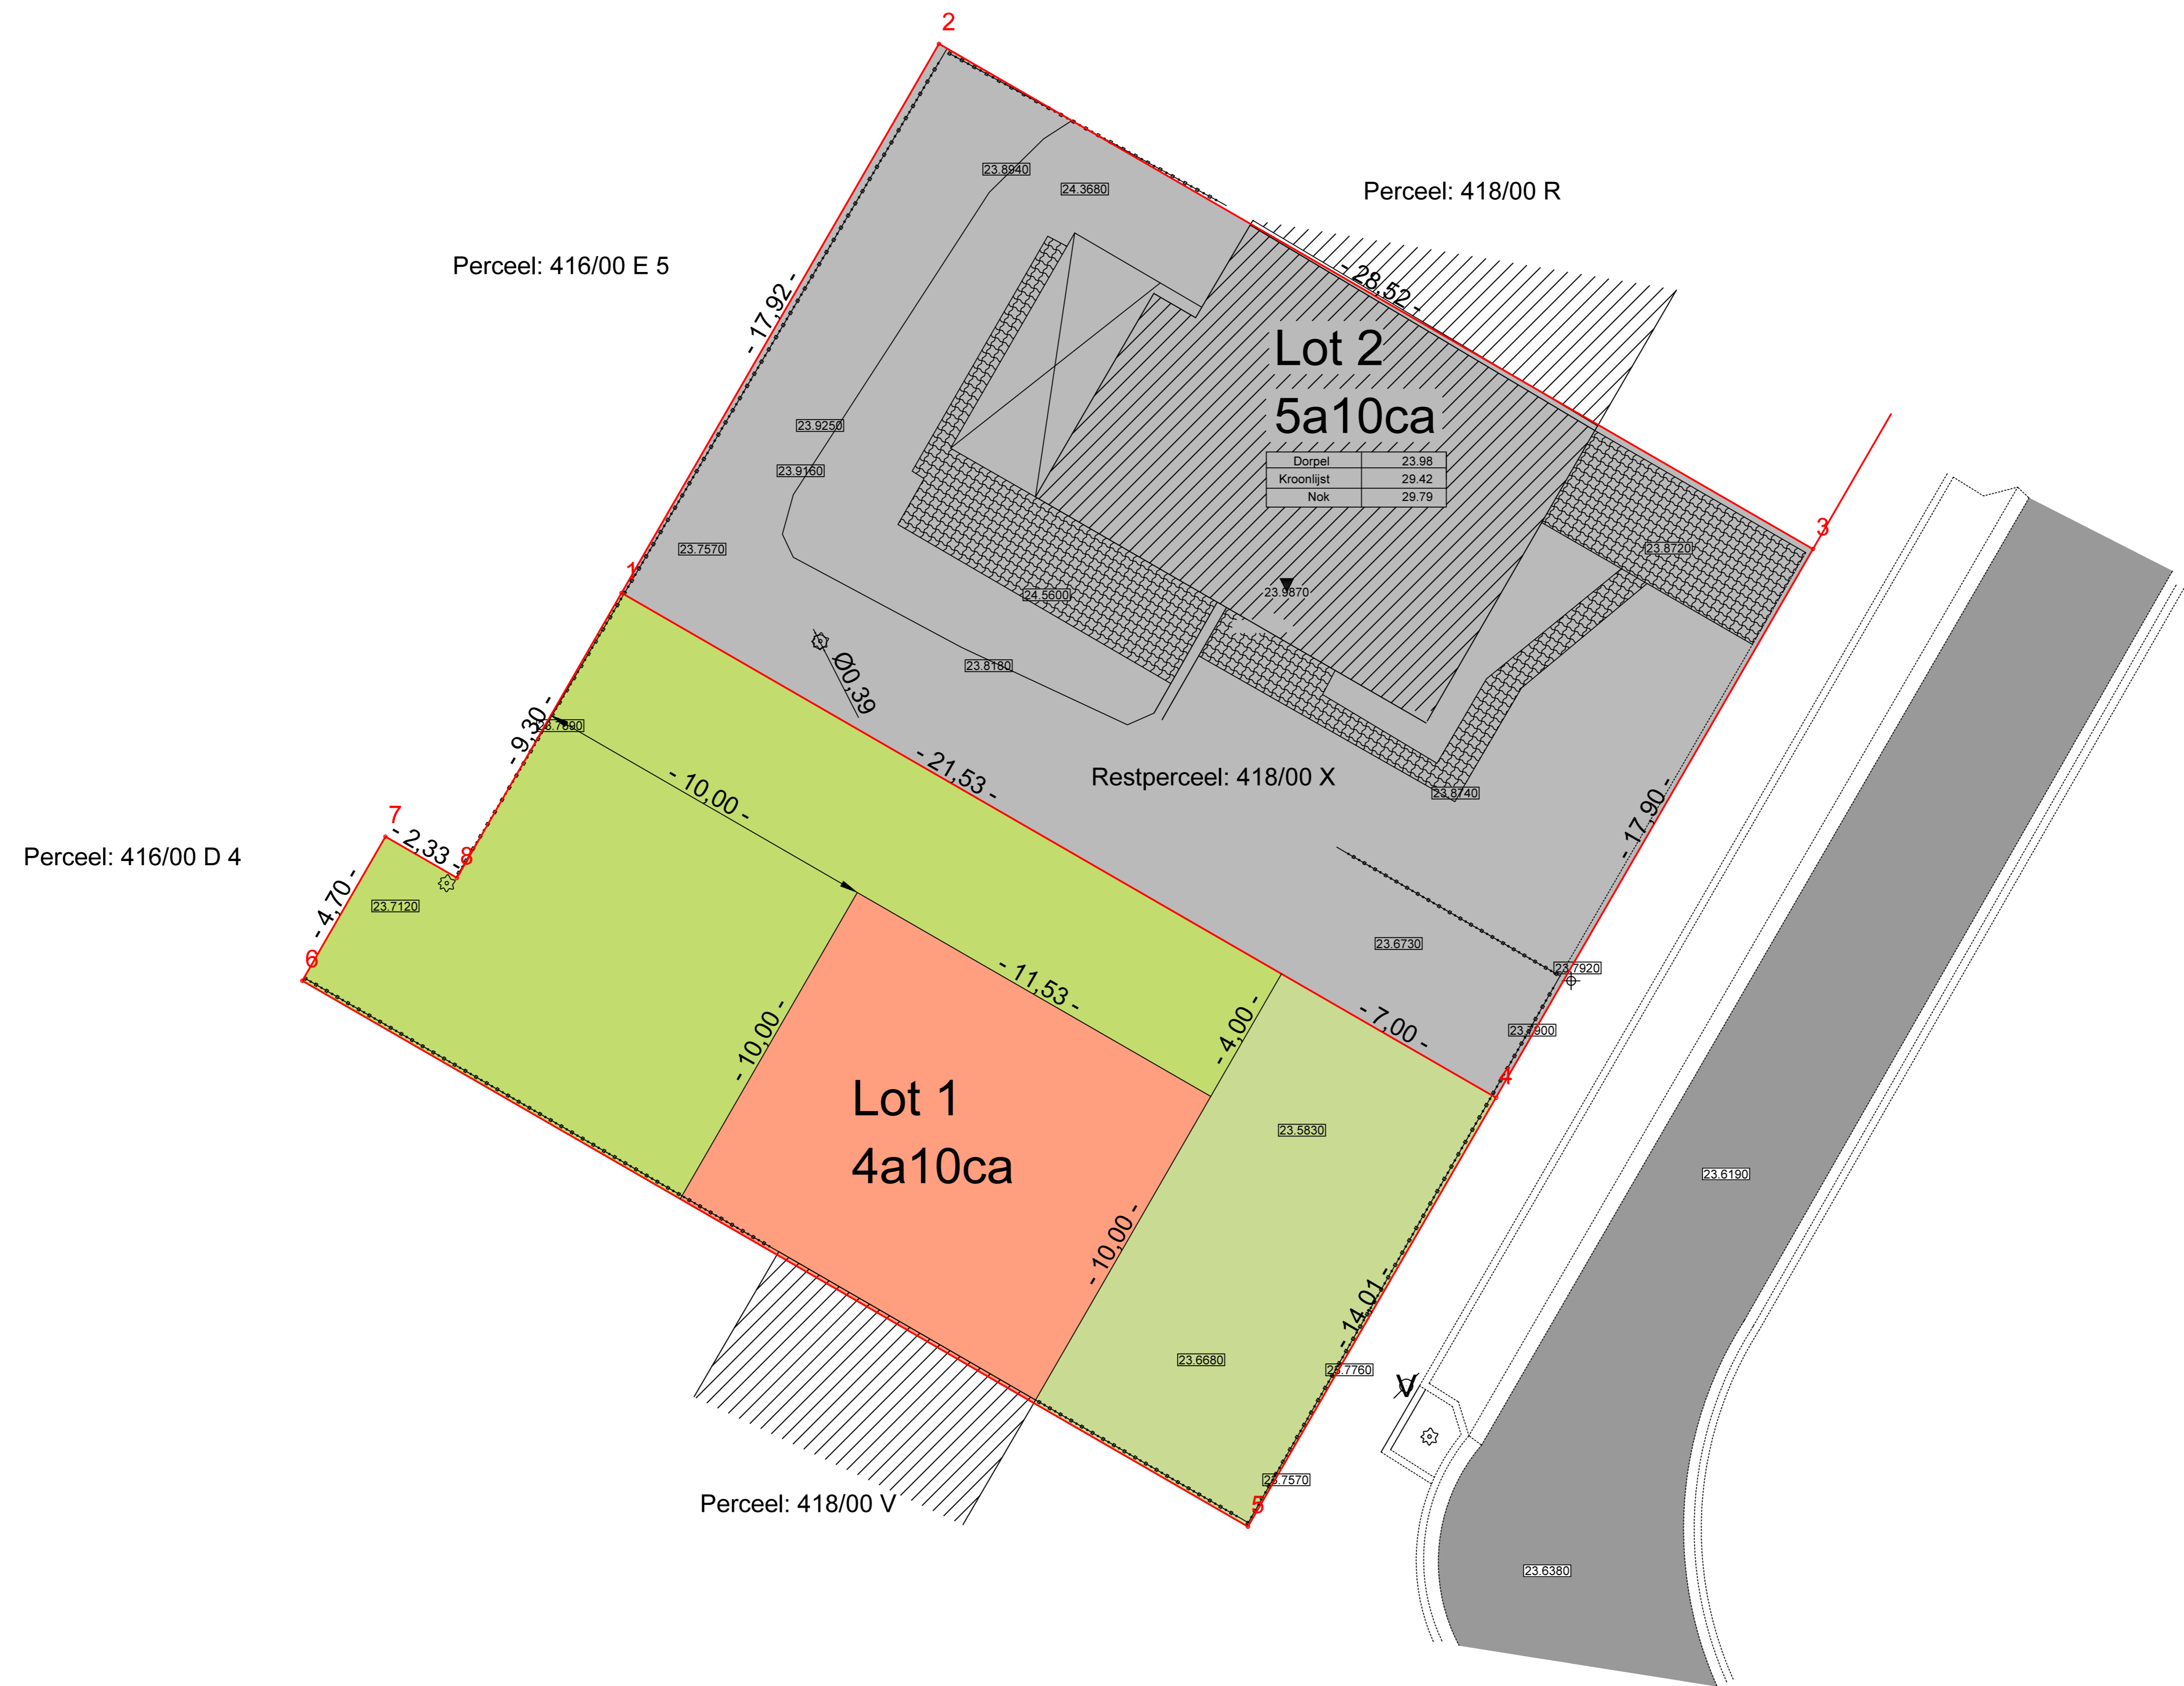 2
Perceel: 418/00 R
23.8940
24.3680
Perceel: 416/00 E 5
- 28,52 -
- 17,92 -
Lot 2
5a10ca
23.9250
Dorpel 23.98
Kroonlijst 29.42
Nok 29.79
23.9160
3
23.7570
23.8720
1
24.5600
23.9870
23.8180
Ø0,39
- 9,30 -
- 21,53 -
Restperceel: 418/00 X
- 10,00 -
23.8740
- 17,90 -
7
- 2,33 -
8
Perceel: 416/00 D 4
- 4,70 -
23.7120
6
23.6730
23.7920
- 11,53 -
- 4,00 -
- 7,00 -
23.7900
- 10,00 -
4
Lot 1
4a10ca
23.5830
23.6190
- 10,00 -
- 14,01 -
23.6680
V
23.7570
5
Perceel: 418/00 V
23.6380